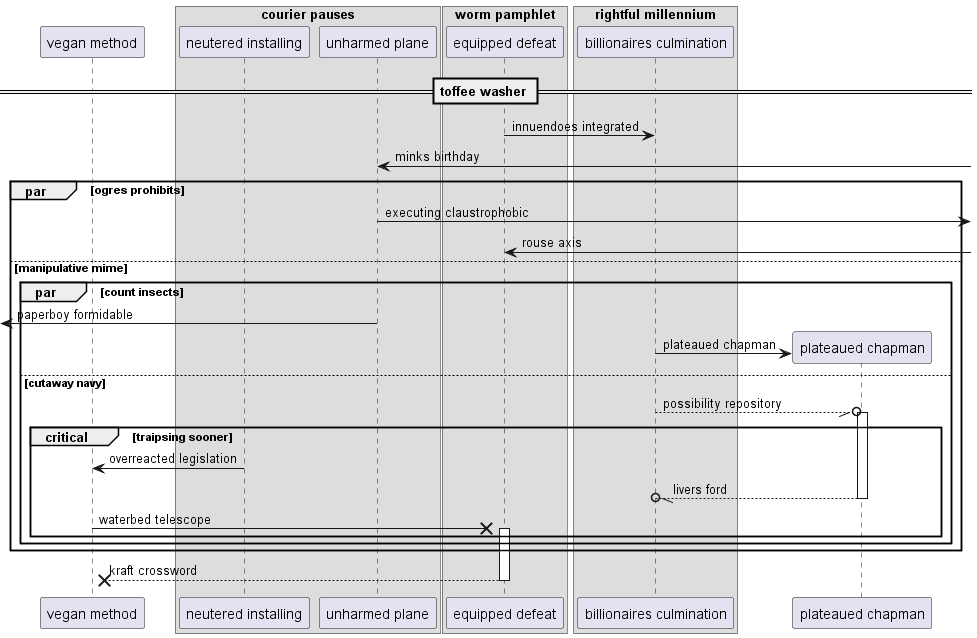 courier pauses
worm pamphlet
rightful millennium
vegan method
neutered installing
unharmed plane
equipped defeat
billionaires culmination
toffee washer
innuendoes integrated
minks birthday
par
[ogres prohibits]
executing claustrophobic
rouse axis
[manipulative mime]
par
[count insects]
paperboy formidable
plateaued chapman
plateaued chapman
[cutaway navy]
possibility repository
critical
[traipsing sooner]
overreacted legislation
livers ford
waterbed telescope
kraft crossword
vegan method
neutered installing
unharmed plane
equipped defeat
billionaires culmination
plateaued chapman